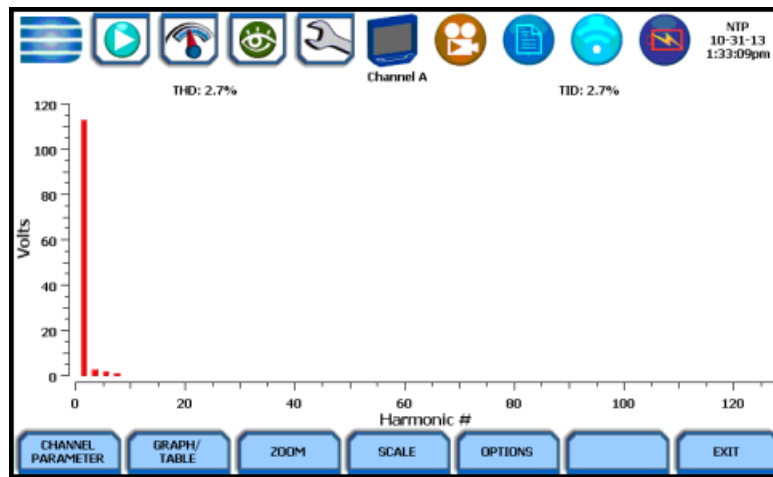 NTP
10-31-13
1:33:09pm
Channel A
THD: 2.7%
TID: 2.7%
120
100
80
60
40
20
0
Volts
0 20 40 60 80 100 120
Harmonic #
CHANNEL PARAMETER
GRAPH/ TABLE
ZOOM
SCALE
OPTIONS
EXIT